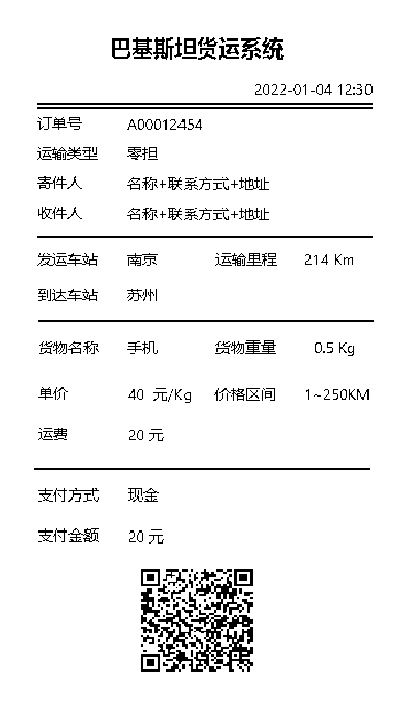 巴基斯坦货运系统
2022-01-04 12:30
订单号 A00012454
运输类型 零担
寄件人 名称+联系方式+地址
收件人 名称+联系方式+地址
发运车站 南京 运输里程 214 Km
到达车站 苏州
货物名称 手机 货物重量 0.5 Kg
单价 40 元/Kg 价格区间 1~250KM
运费 20 元
支付方式 现金
支付金额 20 元